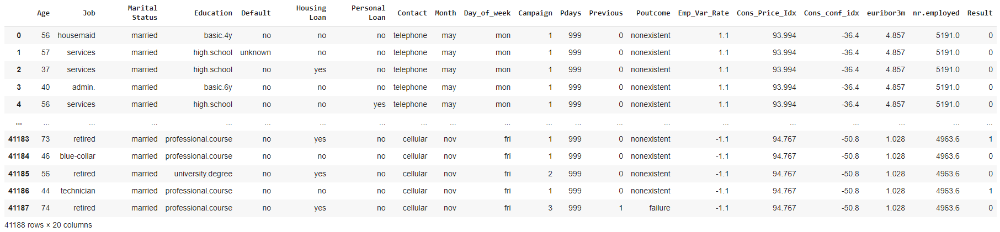 Age Job Marital Status Education Default Housing Loan Personal Loan Contact Month Day_of_week Campaign Pdays Previous Poutcome Emp_Var_Rate Cons_Price_Idx Cons_conf_idx euribor3m nr.employed Result
0 56 housemaid married basic.4y no no no telephone may mon 1 999 0 nonexistent 1.1 93.994 -36.4 4.857 5191.0 0
1 57 services married high.school unknown no no telephone may mon 1 999 0 nonexistent 1.1 93.994 -36.4 4.857 5191.0 0
2 37 services married high.school no yes no telephone may mon 1 999 0 nonexistent 1.1 93.994 -36.4 4.857 5191.0 0
3 40 admin. married basic.6y no no no telephone may mon 1 999 0 nonexistent 1.1 93.994 -36.4 4.857 5191.0 0
4 56 services married high.school no no yes telephone may mon 1 999 0 nonexistent 1.1 93.994 -36.4 4.857 5191.0 0
... ... ... ... ... ... ... ... ... ... ... ... ... ... ... ... ... ... ... ... ...
41183 73 retired married professional.course no yes no cellular nov fri 1 999 0 nonexistent -1.1 94.767 -50.8 1.028 4963.6 1
41184 46 blue-collar married professional.course no no no cellular nov fri 1 999 0 nonexistent -1.1 94.767 -50.8 1.028 4963.6 0
41185 56 retired married university.degree no yes no cellular nov fri 2 999 0 nonexistent -1.1 94.767 -50.8 1.028 4963.6 0
41186 44 technician married professional.course no no no cellular nov fri 1 999 0 nonexistent -1.1 94.767 -50.8 1.028 4963.6 1
41187 74 retired married professional.course no yes no cellular nov fri 3 999 1 failure -1.1 94.767 -50.8 1.028 4963.6 0
41188 rows × 20 columns